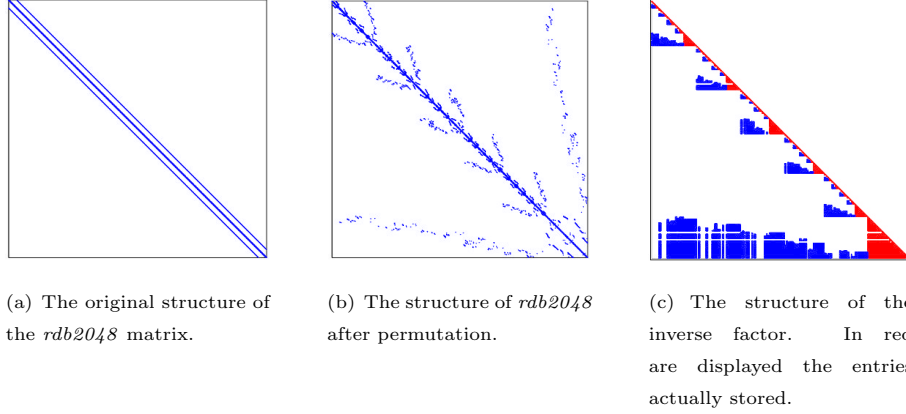 (a) The original structure of
the rdb2048 matrix.
(b) The structure of rdb2048
after permutation.
(c) The structure of the
inverse factor. In red
are displayed the entries
actually stored.